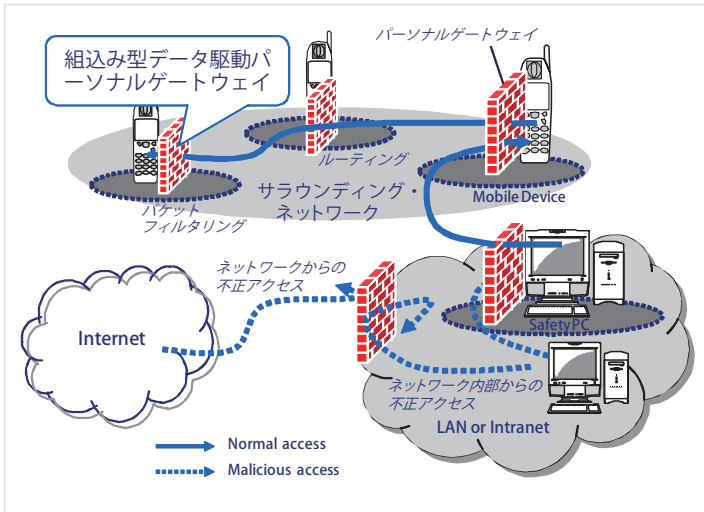 パーソナルゲートウェイ
組込み型データ駆動パ
ーソナルゲートウェイ
ルーティング
サラウンディング・
ネットワーク
Mobile Device
パケット
フィルタリング
ネットワークからの
不正アクセス
Internet
Safety PC
ネットワーク内部からの
不正アクセス
LAN or Intranet
Normal access
Malicious access